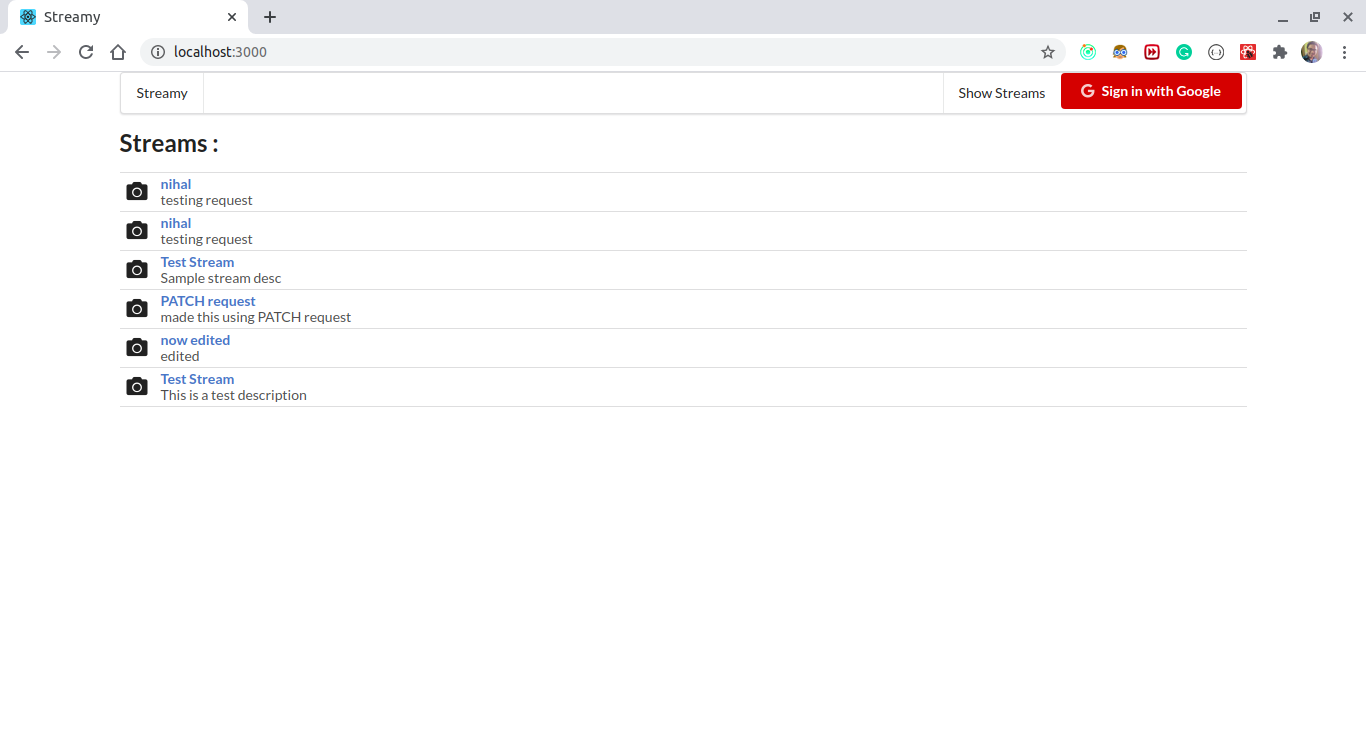 Streamy
localhost:3000
Streamy
Show Streams
G Sign in with Google
Streams :
nihal
testing request
nihal
testing request
Test Stream
Sample stream desc
PATCH request
made this using PATCH request
now edited
edited
Test Stream
This is a test description